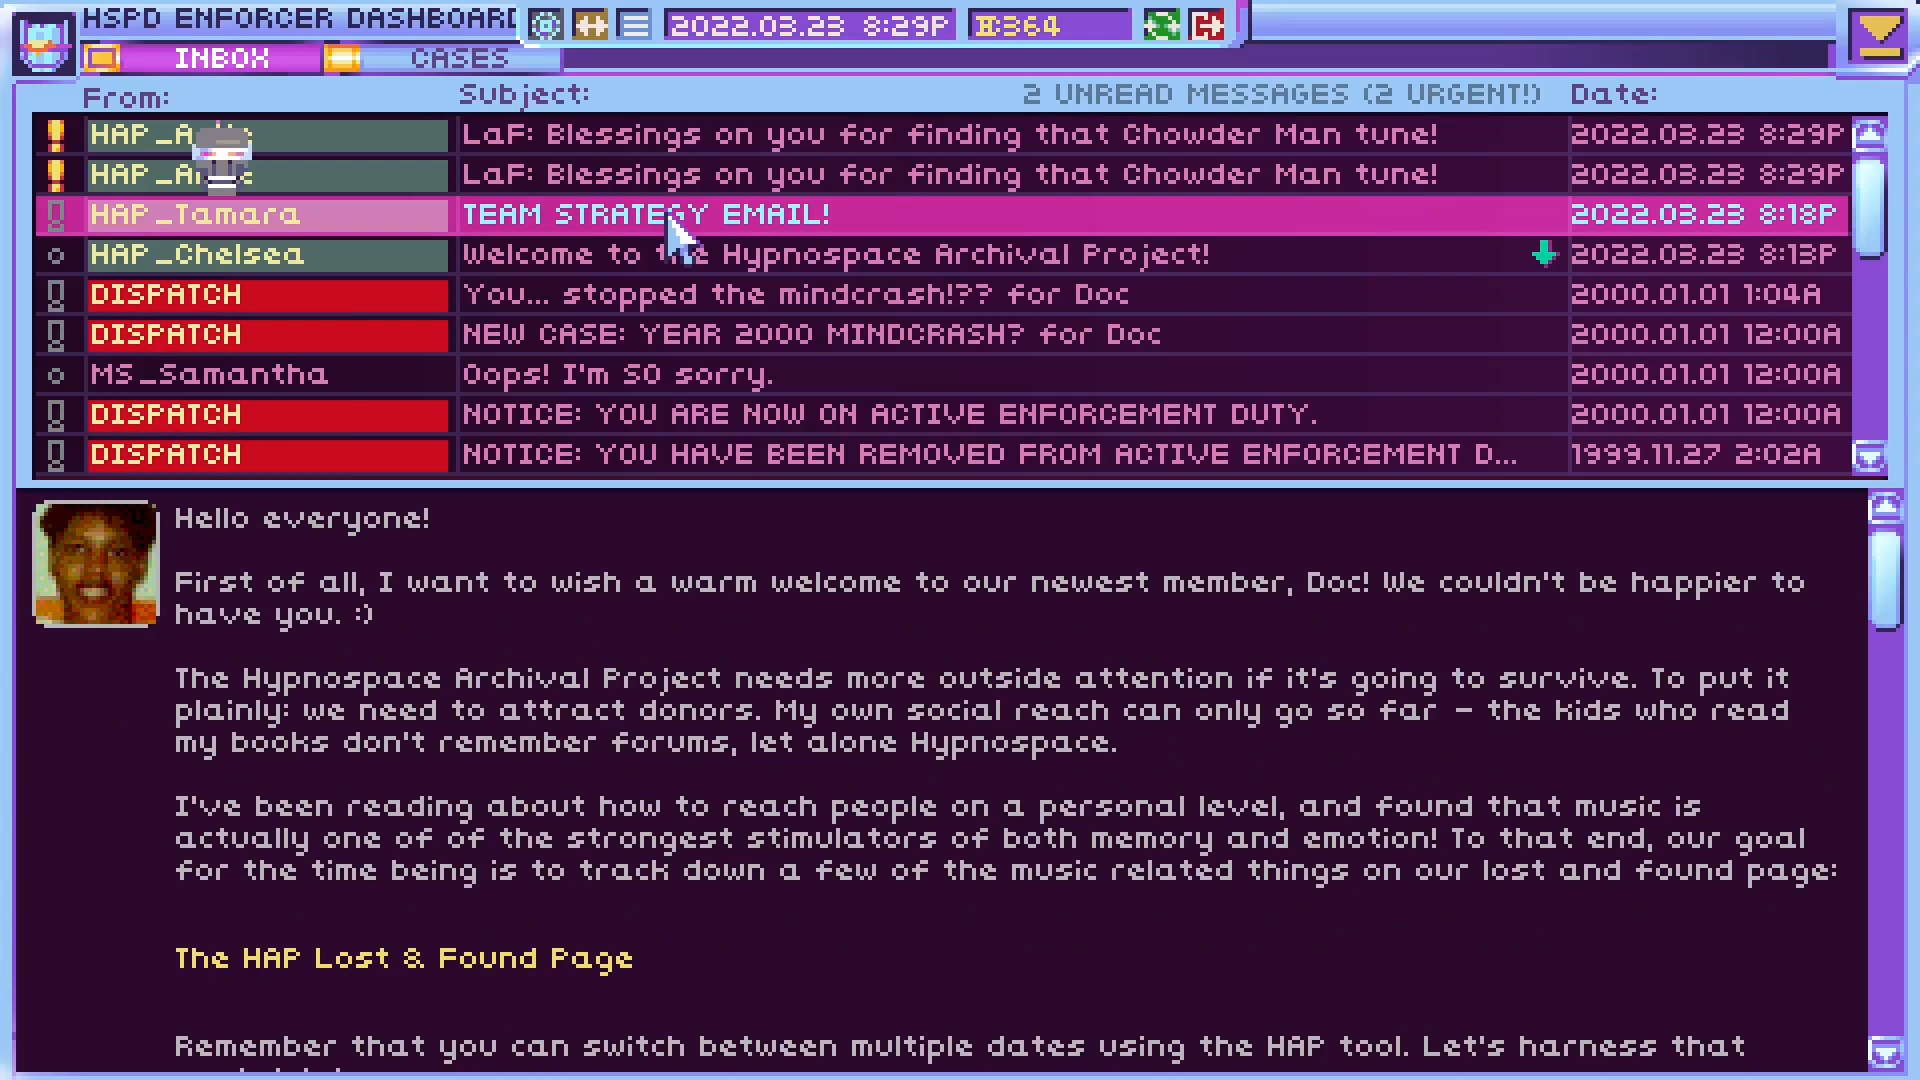 HSPD ENFORCER DASHBOARD
2022.03.23 8:29P
364
INBOX
CASES
From:
Subject:
2 UNREAD MESSAGES (2 URGENT!)
Date:
LaF: Blessings on you for finding that Chowder Man tune!
2022.03.23 8:29P
LaF: Blessings on you for finding that Chowder Man tune!
2022.03.23 8:29P
HAP_Tamara
TEAM STRATEGY EMAIL!
2022.03.23 8:18P
HAP_Chelsea
Welcome to the Hypnospace Archival Project!
2022.03.23 8:13P
DISPATCH
You... stopped the mindcrash!?? for Doc
2000.01.01 1:04A
DISPATCH
NEW CASE: YEAR 2000 MINDCRASH? for Doc
2000.01.01 12:00A
MS_Samantha
Oops! I'm SO sorry.
2000.01.01 12:00A
DISPATCH
NOTICE: YOU ARE NOW ON ACTIVE ENFORCEMENT DUTY.
2000.01.01 12:00A
DISPATCH
NOTICE: YOU HAVE BEEN REMOVED FROM ACTIVE ENFORCEMENT D...
1999.11.27 2:02A
Hello everyone!
First of all, I want to wish a warm welcome to our newest member, Doc! We couldn't be happier to
have you. :)
The Hypnospace Archival Project needs more outside attention if it's going to survive. To put it
plainly: we need to attract donors. My own social reach can only go so far - the kids who read
my books don't remember forums, let alone Hypnospace.
I've been reading about how to reach people on a personal level, and found that music is
actually one of of the strongest stimulators of both memory and emotion! To that end, our goal
for the time being is to track down a few of the music related things on our lost and found page:
The HAP Lost & Found Page
Remember that you can switch between multiple dates using the HAP tool. Let's harness that